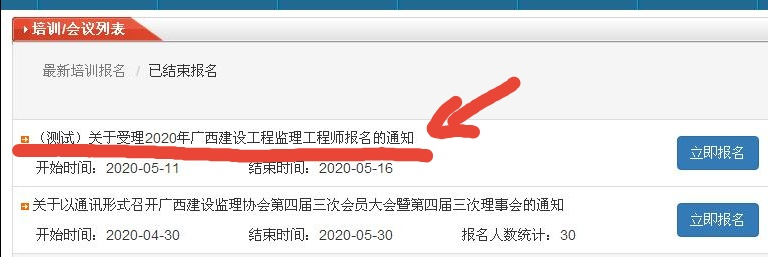 培训/会议列表
最新培训报名 / 已结束报名
（测试）关于受理2020年广西建设工程监理工程师报名的通知
立即报名
开始时间：2020-05-11 结束时间：2020-05-16
关于以通讯形式召开广西建设监理协会第四届三次会员大会暨第四届三次理事会的通知
立即报名
开始时间：2020-04-30 结束时间：2020-05-30 报名人数统计：30